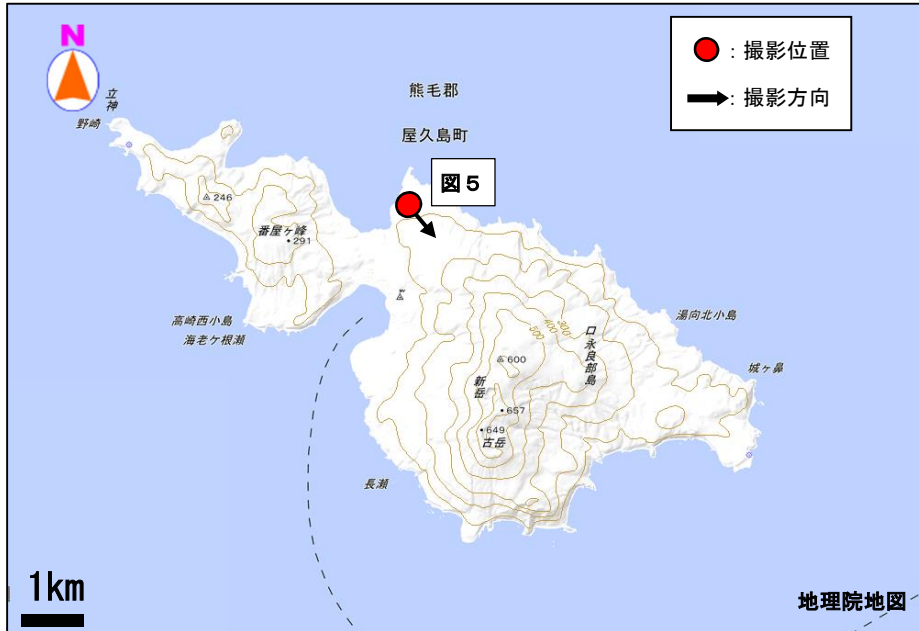 N
：撮影位置
：撮影方向
熊毛郡
屋久島町
立神
野崎
図５
246
番屋ヶ峰
291
高崎西小島
海老ケ根瀬
湯向北小島
城ヶ鼻
300
400
500
口永良部島
600
新岳
657
649
古岳
長瀬
1km
地理院地図